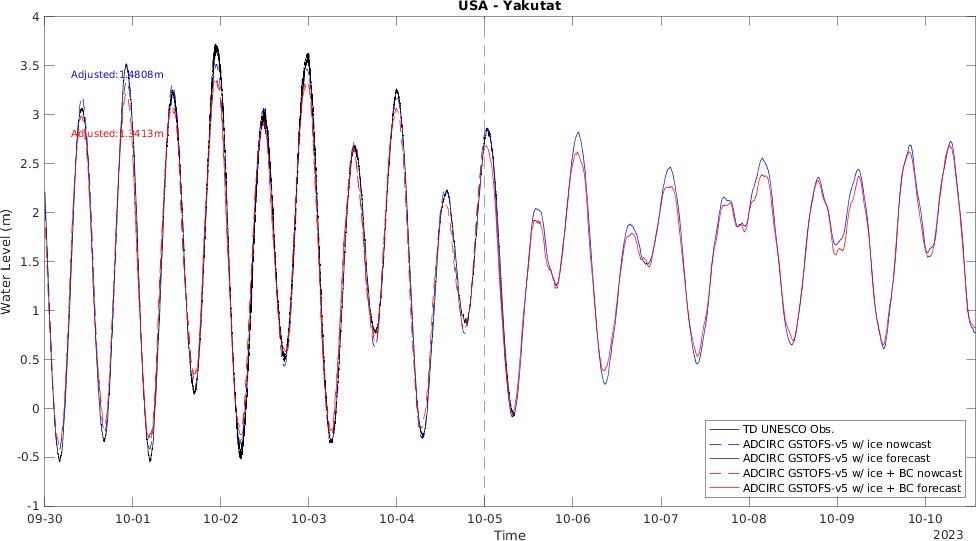 USA - Yakutat
4
3.5
3
2.5
2
1.5
1
0.5
0
-0.5
-1
Water Level (m)
Adjusted:1.4808m
Adjusted:1.3413m
TD UNESCO Obs.
ADCIRC GSTOFS-v5 w/ ice nowcast
ADCIRC GSTOFS-v5 w/ ice forecast
ADCIRC GSTOFS-v5 w/ ice + BC nowcast
ADCIRC GSTOFS-v5 w/ ice + BC forecast
09-30 10-01 10-02 10-03 10-04 10-05 10-06 10-07 10-08 10-09 10-10
Time
2023